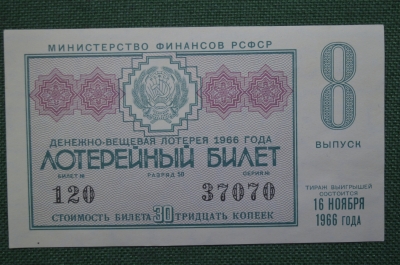 МИНИСТЕРСТВО ФИНАНСОВ РСФСР
8
ВЫПУСК
ДЕНЕЖНО-ВЕЩЕВАЯ ЛОТЕРЕЯ 1966 ГОДА
ЛОТЕРЕЙНЫЙ БИЛЕТ
БИЛЕТ № РАЗРЯД 50 СЕРИЯ №
120 37070
СТОИМОСТЬ БИЛЕТА 30 ТРИДЦАТЬ КОПЕЕК
ТИРАЖ ВЫИГРЫШЕЙ
СОСТОИТСЯ
16 НОЯБРЯ
1966 ГОДА